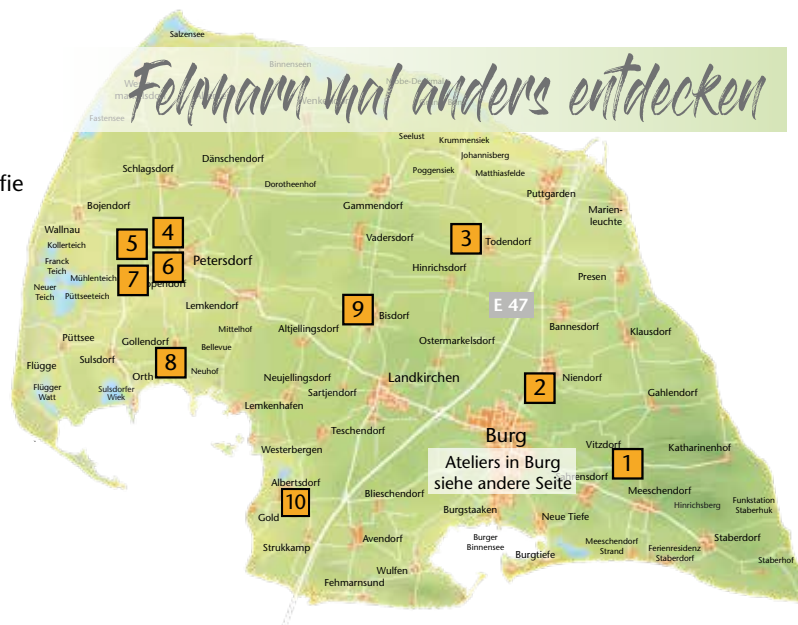 Salzensee
Binnenseen
Fehmarn mal anders entdecken
Fastensee
Seelust
Krummensiek
Johannisberg
fie
Schlagsdorf
Dänschendorf
Dorotheenhof
Poggensiek
Matthiasfelde
Puttgarden
Bojendorf
Gammendorf
Marien-
leuchte
Wallnau
Kollerteich
5
4
Vadersdorf
3
Todendorf
Franck
Teich
Mühlenteich
7
6
Petersdorf
Hinrichsdorf
Presen
Neuer
Teich
Püttseeteich
ppendorf
Lemkendorf
9
Bisdorf
E 47
Bannesdorf
Klausdorf
Püttsee
Gollendorf
Mittelhof
Altjellingsdorf
Bellevue
Ostermarkelsdorf
Flügge
Sulsdorf
8
Orth
Neuhof
Neujellingsdorf
Landkirchen
2
Niendorf
Flügger
Watt
Sulsdorfer
Wiek
Sartjendorf
Gahlendorf
Lemkenhafen
Teschendorf
Burg
Vitzdorf
Katharinenhof
Westerbergen
Ateliers in Burg
siehe andere Seite
ahrensdorf
1
Albertsdorf
10
Gold
Blieschendorf
Burgstaaken
Meeschendorf
Hinrichsberg
Funkstation
Staberhuk
Neue Tiefe
Strukkamp
Avendorf
Burger
Binnensee
Burgtiefe
Meeschendorf
Strand
Ferienresidenz
Staberdorf
Staberdorf
Staberhof
Wulfen
Fehmarnsund